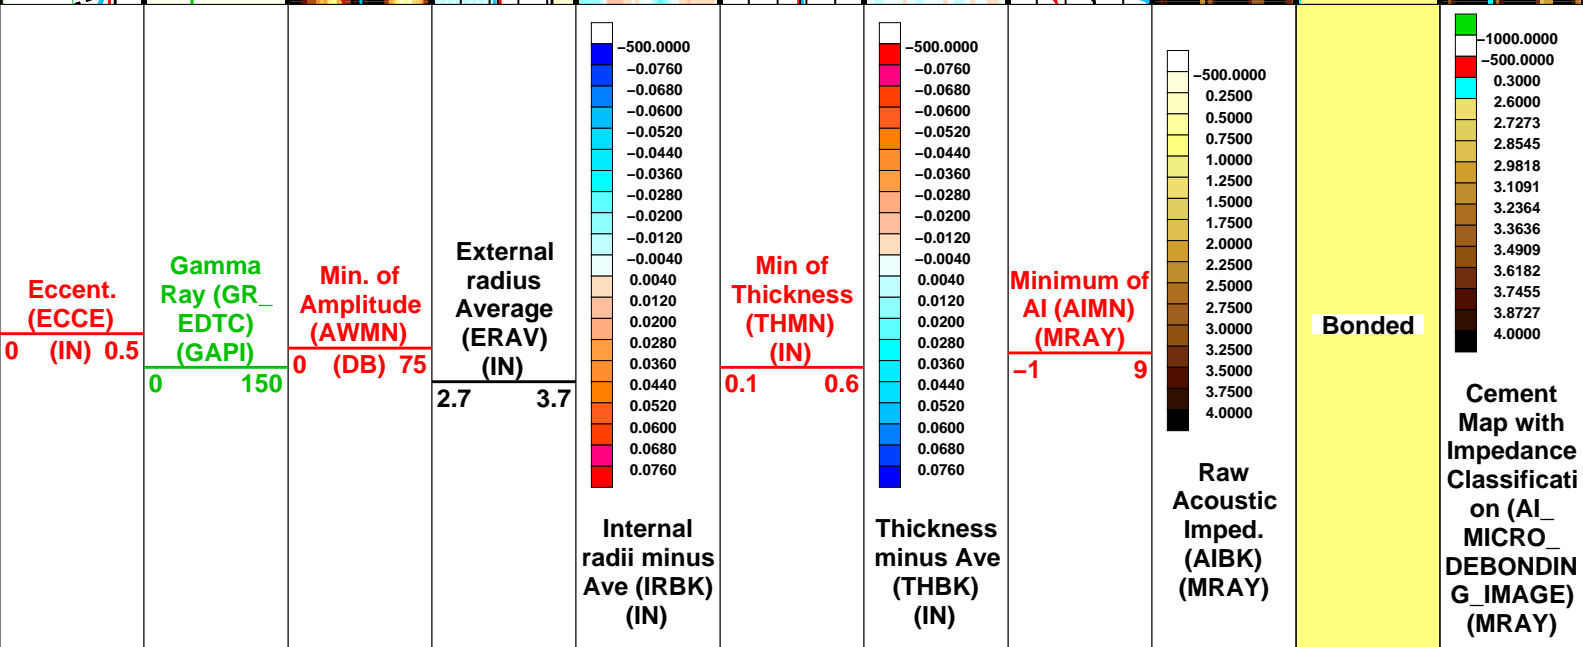 Eccent.
(ECCE)
0 (IN) 0.5
Gamma
Ray (GR_
EDTC)
(GAPI)
0 150
Min. of
Amplitude
(AWMN)
0 (DB) 75
External
radius
Average
(ERAV)
(IN)
2.7 3.7
−500.0000
−0.0760
−0.0680
−0.0600
−0.0520
−0.0440
−0.0360
−0.0280
−0.0200
−0.0120
−0.0040
0.0040
0.0120
0.0200
0.0280
0.0360
0.0440
0.0520
0.0600
0.0680
0.0760
Internal
radii minus
Ave (IRBK)
(IN)
Min of
Thickness
(THMN)
(IN)
0.1 0.6
−500.0000
−0.0760
−0.0680
−0.0600
−0.0520
−0.0440
−0.0360
−0.0280
−0.0200
−0.0120
−0.0040
0.0040
0.0120
0.0200
0.0280
0.0360
0.0440
0.0520
0.0600
0.0680
0.0760
Thickness
minus Ave
(THBK)
(IN)
Minimum of
AI (AIMN)
(MRAY)
−1 9
−500.0000
0.2500
0.5000
0.7500
1.0000
1.2500
1.5000
1.7500
2.0000
2.2500
2.5000
2.7500
3.0000
3.2500
3.5000
3.7500
4.0000
Raw
Acoustic
Imped.
(AIBK)
(MRAY)
Bonded
−1000.0000
−500.0000
0.3000
2.6000
2.7273
2.8545
2.9818
3.1091
3.2364
3.3636
3.4909
3.6182
3.7455
3.8727
4.0000
Cement
Map with
Impedance
Classificati
on (AI_
MICRO_
DEBONDIN
G_IMAGE)
(MRAY)